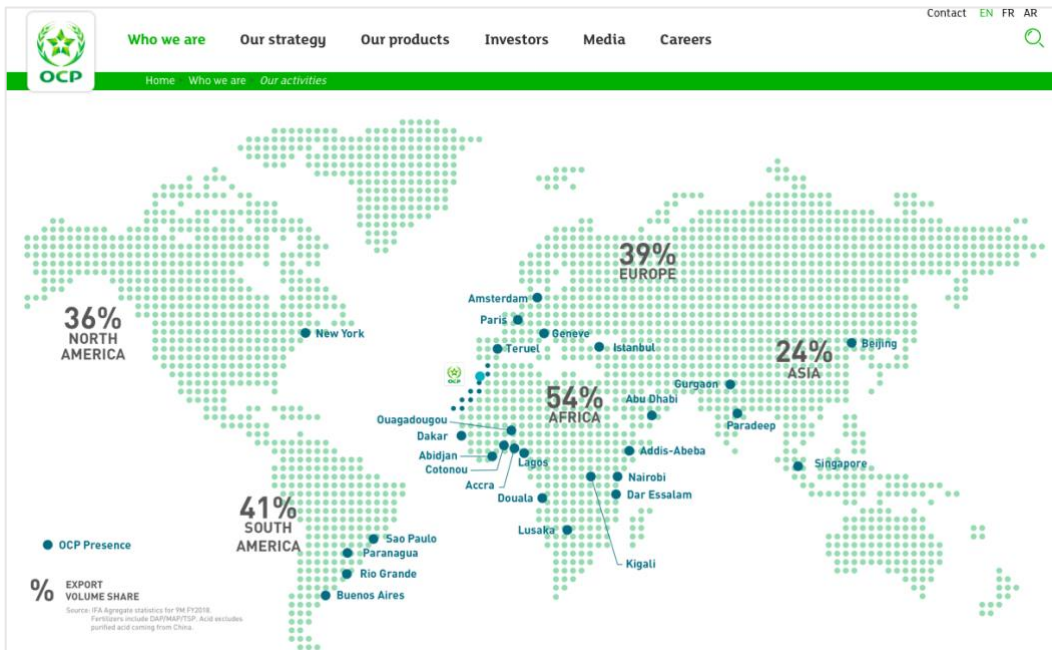 Contact EN FR AR
OCP
Who we are Our strategy Our products Investors Media Careers
Home Who we are Our activities
39%
EUROPE
Amsterdam
36%
NORTH
AMERICA
Paris
New York
Geneve
Teruel
Istanbul
24%
ASIA
Beijing
OCP
54%
AFRICA
Gurgaon
Abu Dhabi
Ouagadougou
Paradeep
Dakar
Abidjan
Addis-Abeba
Cotonou
Lagos
Singapore
Accra
Nairobi
Douala
Dar Essalam
41%
SOUTH
AMERICA
Lusaka
Sao Paulo
OCP Presence
Paranagua
Kigali
Rio Grande
% EXPORT
VOLUME SHARE
Buenos Aires
Source: IFA Agregate statistics for 9M FY2018.
Fertilizers include DAP/MAP/TSP. Acid excludes
purified acid coming from China.